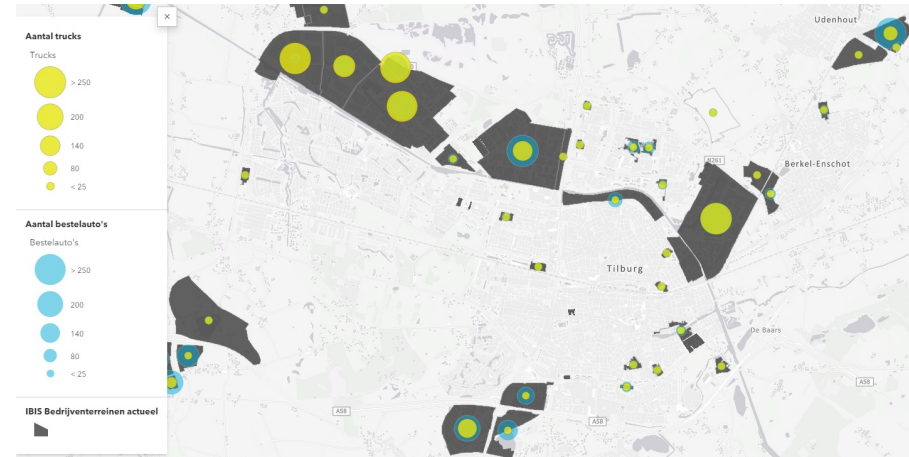 ×
Aantal trucks
Trucks
> 250
200
140
80
< 25
Aantal bestelauto's
Bestelauto's
> 250
200
140
80
< 25
IBIS Bedrijventerreinen actueel
Udenhout
N261
Berkel-Enschot
Tilburg
De Baars
A58
A58
A58